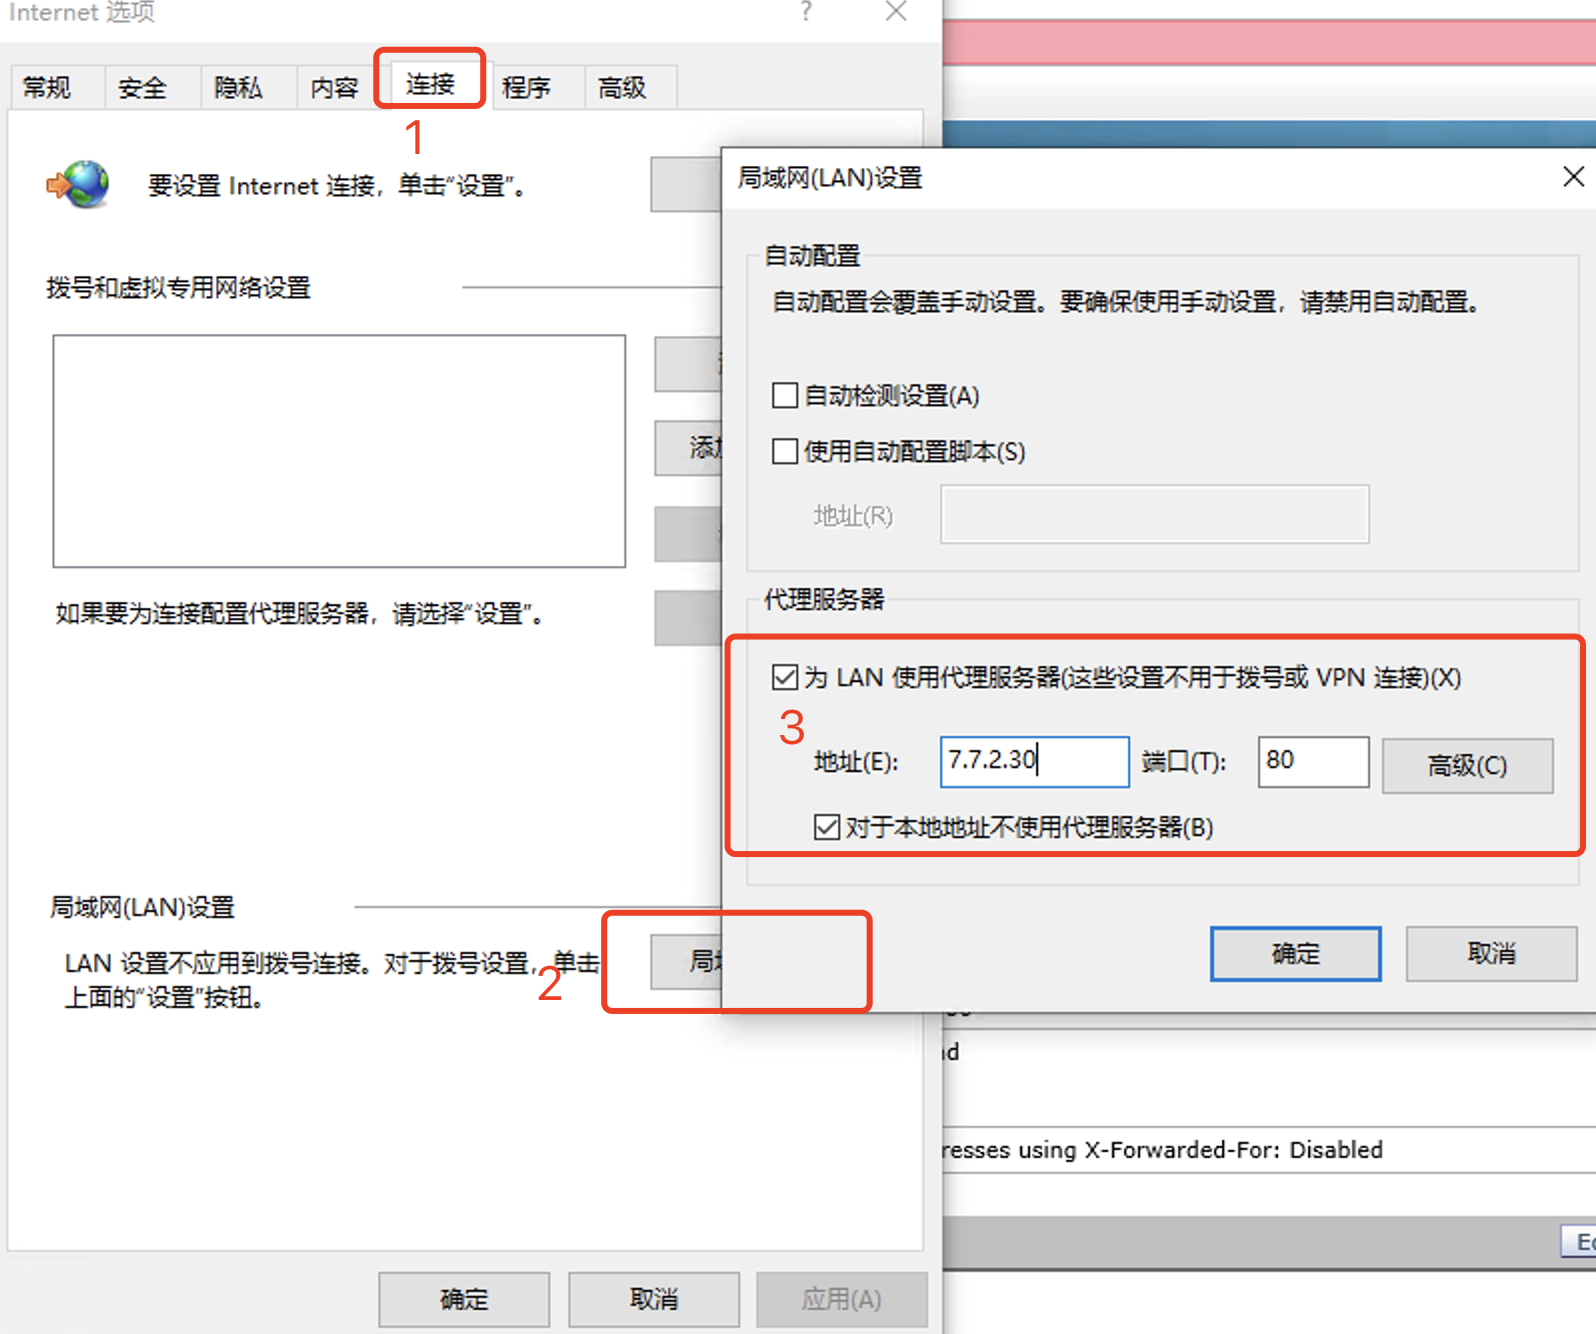 Internet 选项
常规 安全 隐私 内容 连接 程序 高级
1
要设置 Internet 连接，单击“设置”。
拨号和虚拟专用网络设置
如果要为连接配置代理服务器，请选择“设置”。
局域网(LAN)设置
LAN 设置不应用到拨号连接。对于拨号设置，单击
上面的“设置”按钮。
2
确定 取消 应用(A)
局域网(LAN)设置
自动配置
自动配置会覆盖手动设置。要确保使用手动设置，请禁用自动配置。
自动检测设置(A)
使用自动配置脚本(S)
地址(R)
代理服务器
为 LAN 使用代理服务器(这些设置不用于拨号或 VPN 连接)(X)
3
地址(E): 7.7.2.30 端口(T): 80 高级(C)
对于本地地址不使用代理服务器(B)
确定 取消
using X-Forwarded-For: Disabled